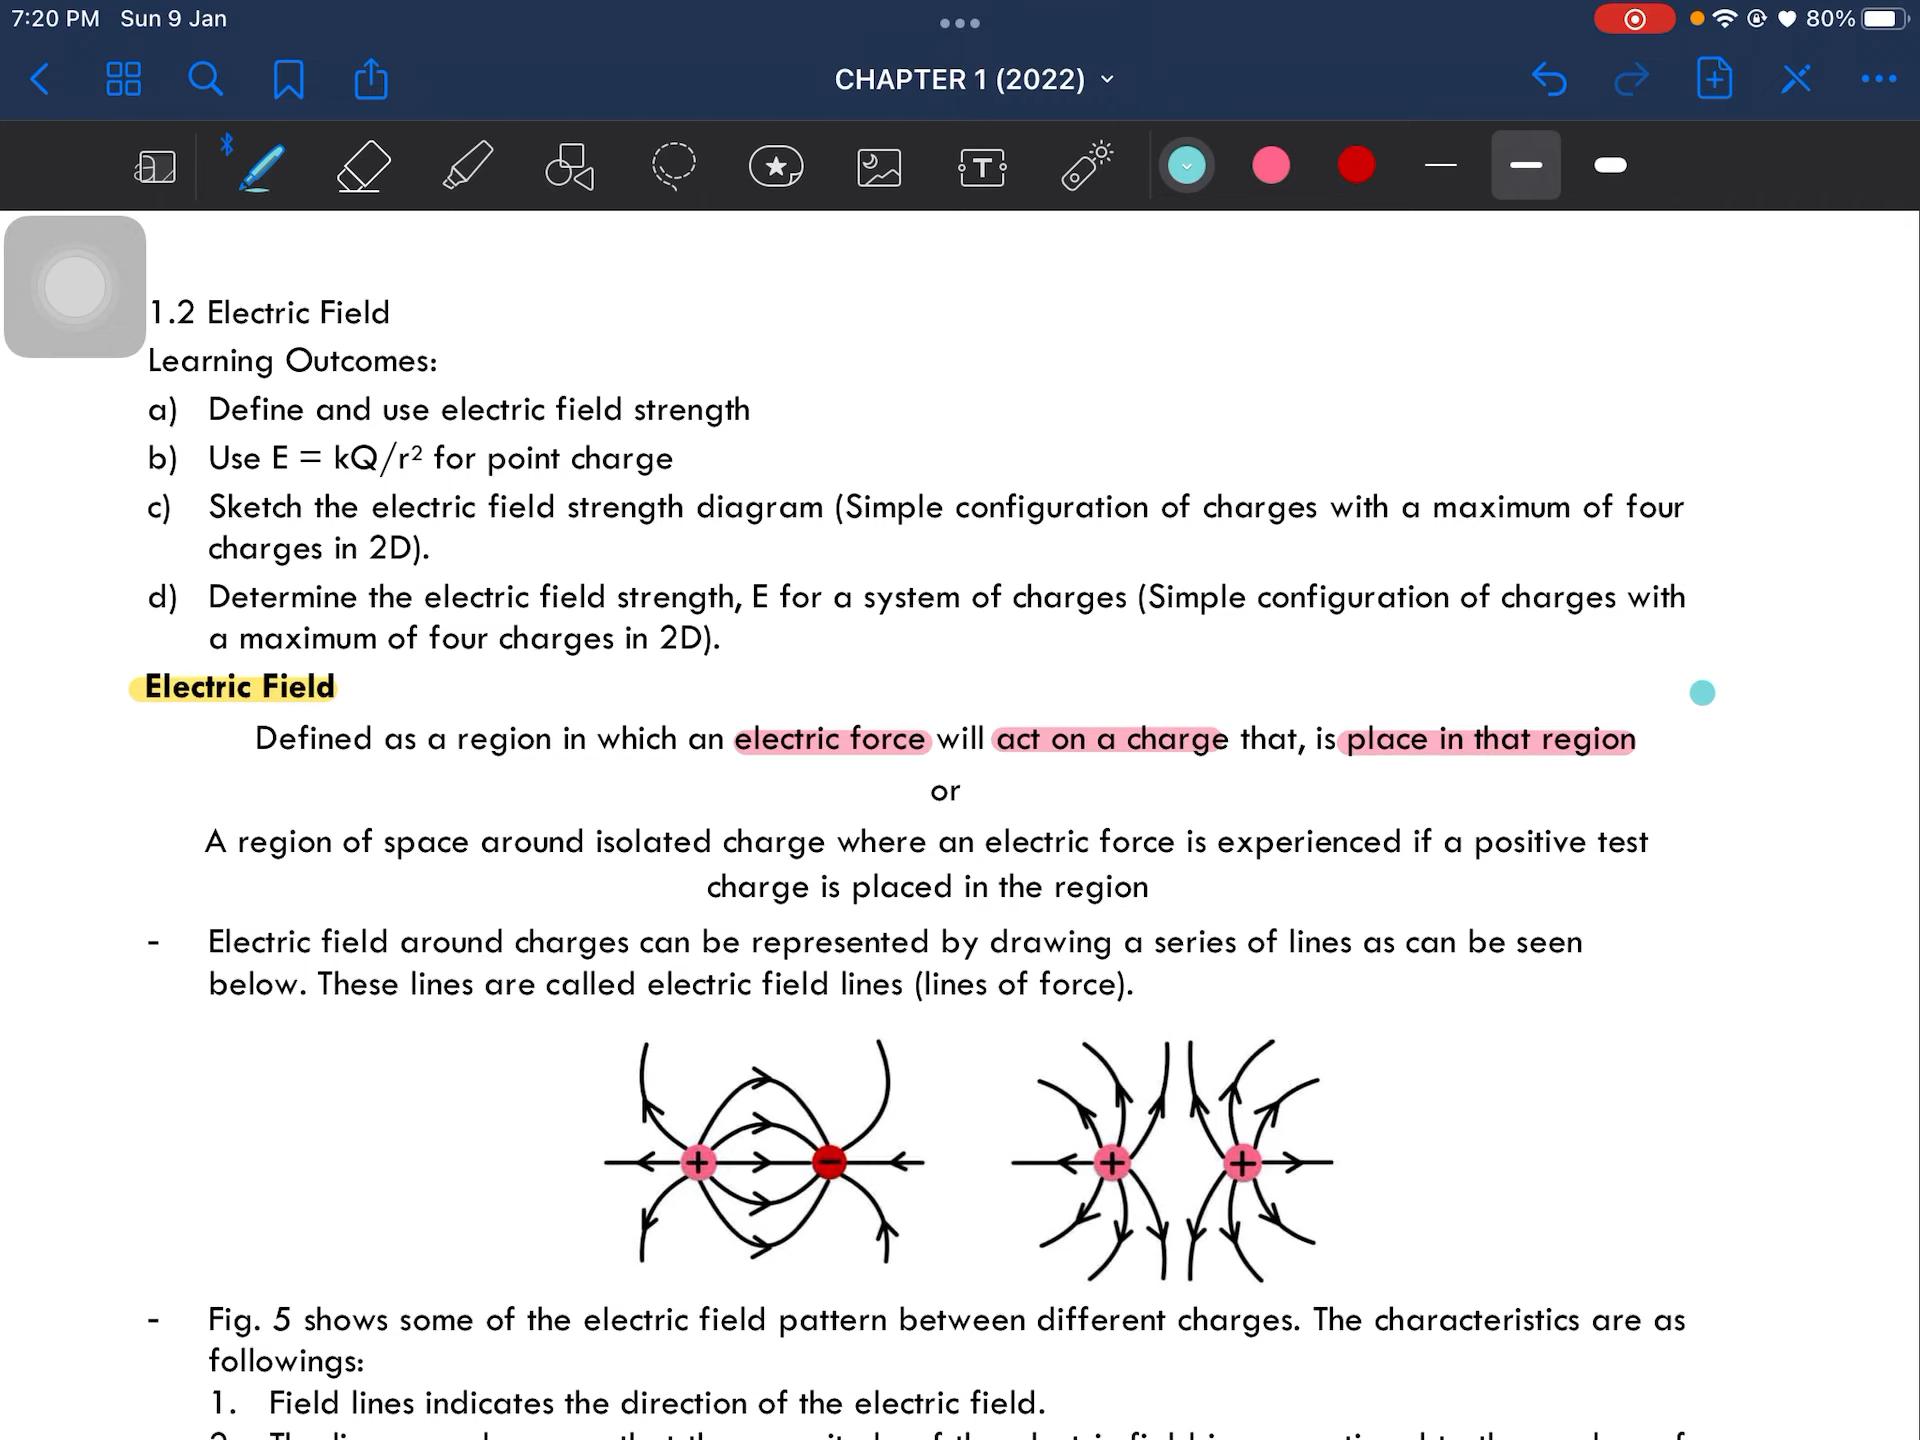 7:20 PM Sun 9 Jan
80%
CHAPTER 1 (2022)
T
1.2 Electric Field
Learning Outcomes:
a) Define and use electric field strength
b) Use E = kQ/r² for point charge
c) Sketch the electric field strength diagram (Simple configuration of charges with a maximum of four
charges in 2D).
d) Determine the electric field strength, E for a system of charges (Simple configuration of charges with
a maximum of four charges in 2D).
Electric Field
Defined as a region in which an electric force will act on a charge that, is place in that region
or
A region of space around isolated charge where an electric force is experienced if a positive test
charge is placed in the region
- Electric field around charges can be represented by drawing a series of lines as can be seen
below. These lines are called electric field lines (lines of force).
+ − + +
- Fig. 5 shows some of the electric field pattern between different charges. The characteristics are as
followings:
1. Field lines indicates the direction of the electric field.